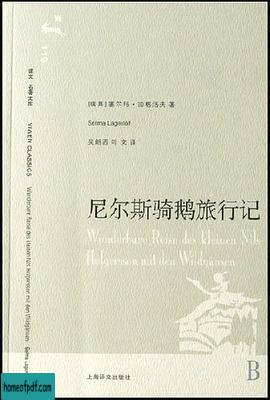 译文 名著文库
YIWEN CLASSICS
Wunderbare Reise des kleinen Nils Holgersson mit den Wildgänsen
Selma Lagerlöf
119
[瑞典]塞尔玛·拉格洛夫 著
Selma Lagerlöf
吴朗西 叶文 译
尼尔斯骑鹅旅行记
Wunderbare Reise des kleinen Nils
Holgersson mit den Wildgänsen
B
上海译文出版社
homeofpdf.com
homeofpdf.com